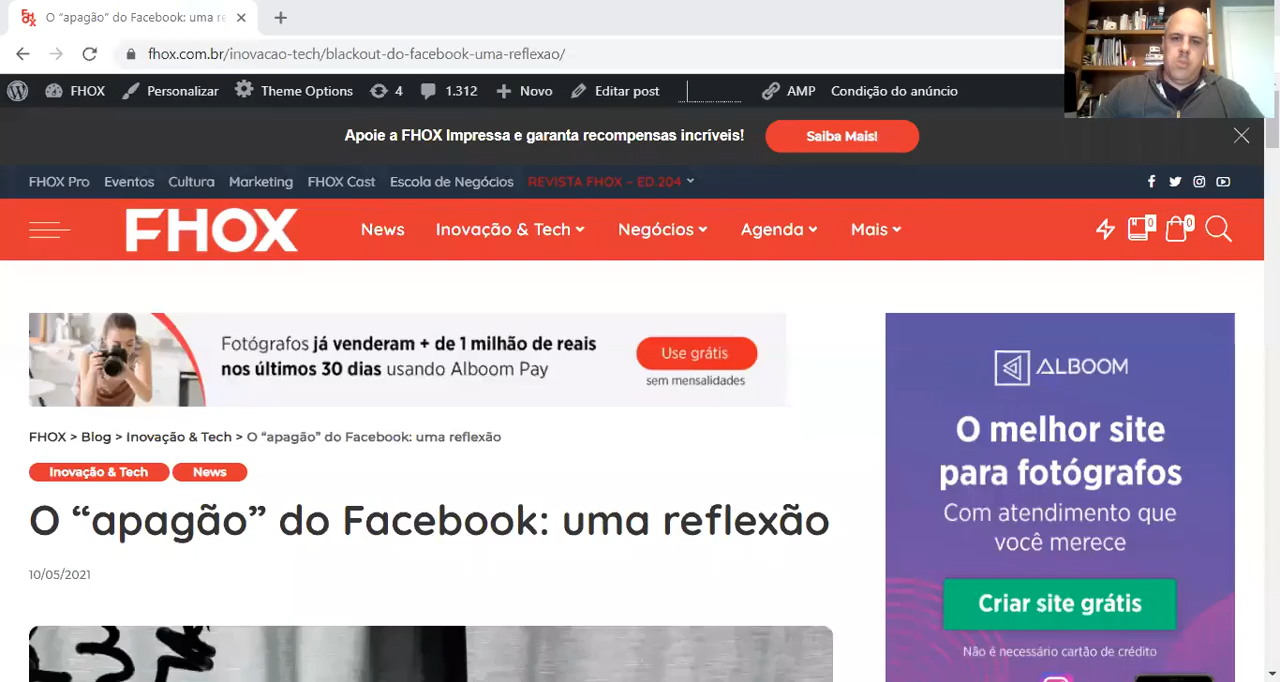 O “apagão” do Facebook: uma re
fhox.com.br/inovacao-tech/blackout-do-facebook-uma-reflexao/
FHOX Personalizar Theme Options 4 1.312 Novo Editar post AMP Condição do anúncio
Apoie a FHOX Impressa e garanta recompensas incríveis! Saiba Mais!
FHOX Pro Eventos Cultura Marketing FHOX Cast Escola de Negócios REVISTA FHOX – ED.204
FHOX News Inovação & Tech Negócios Agenda Mais 0 0
Fotógrafos já venderam + de 1 milhão de reais
nos últimos 30 dias usando Alboom Pay
Use grátis
sem mensalidades
FHOX > Blog > Inovação & Tech > O “apagão” do Facebook: uma reflexão
Inovação & Tech News
O “apagão” do Facebook: uma reflexão
10/05/2021
ALBOOM
O melhor site
para fotógrafos
Com atendimento que
você merece
Criar site grátis
Não é necessário cartão de crédito